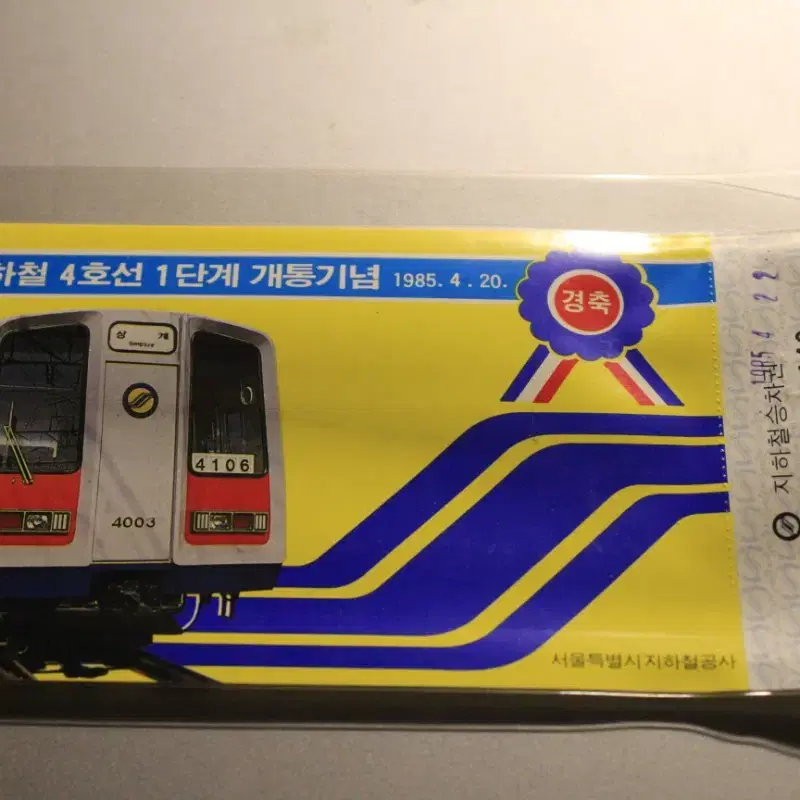 하철 4호선 1단계 개통기념 1985. 4. 20.
경축
상 계
4106
4003
서울특별시지하철공사
지하철승차권
1985 4 22